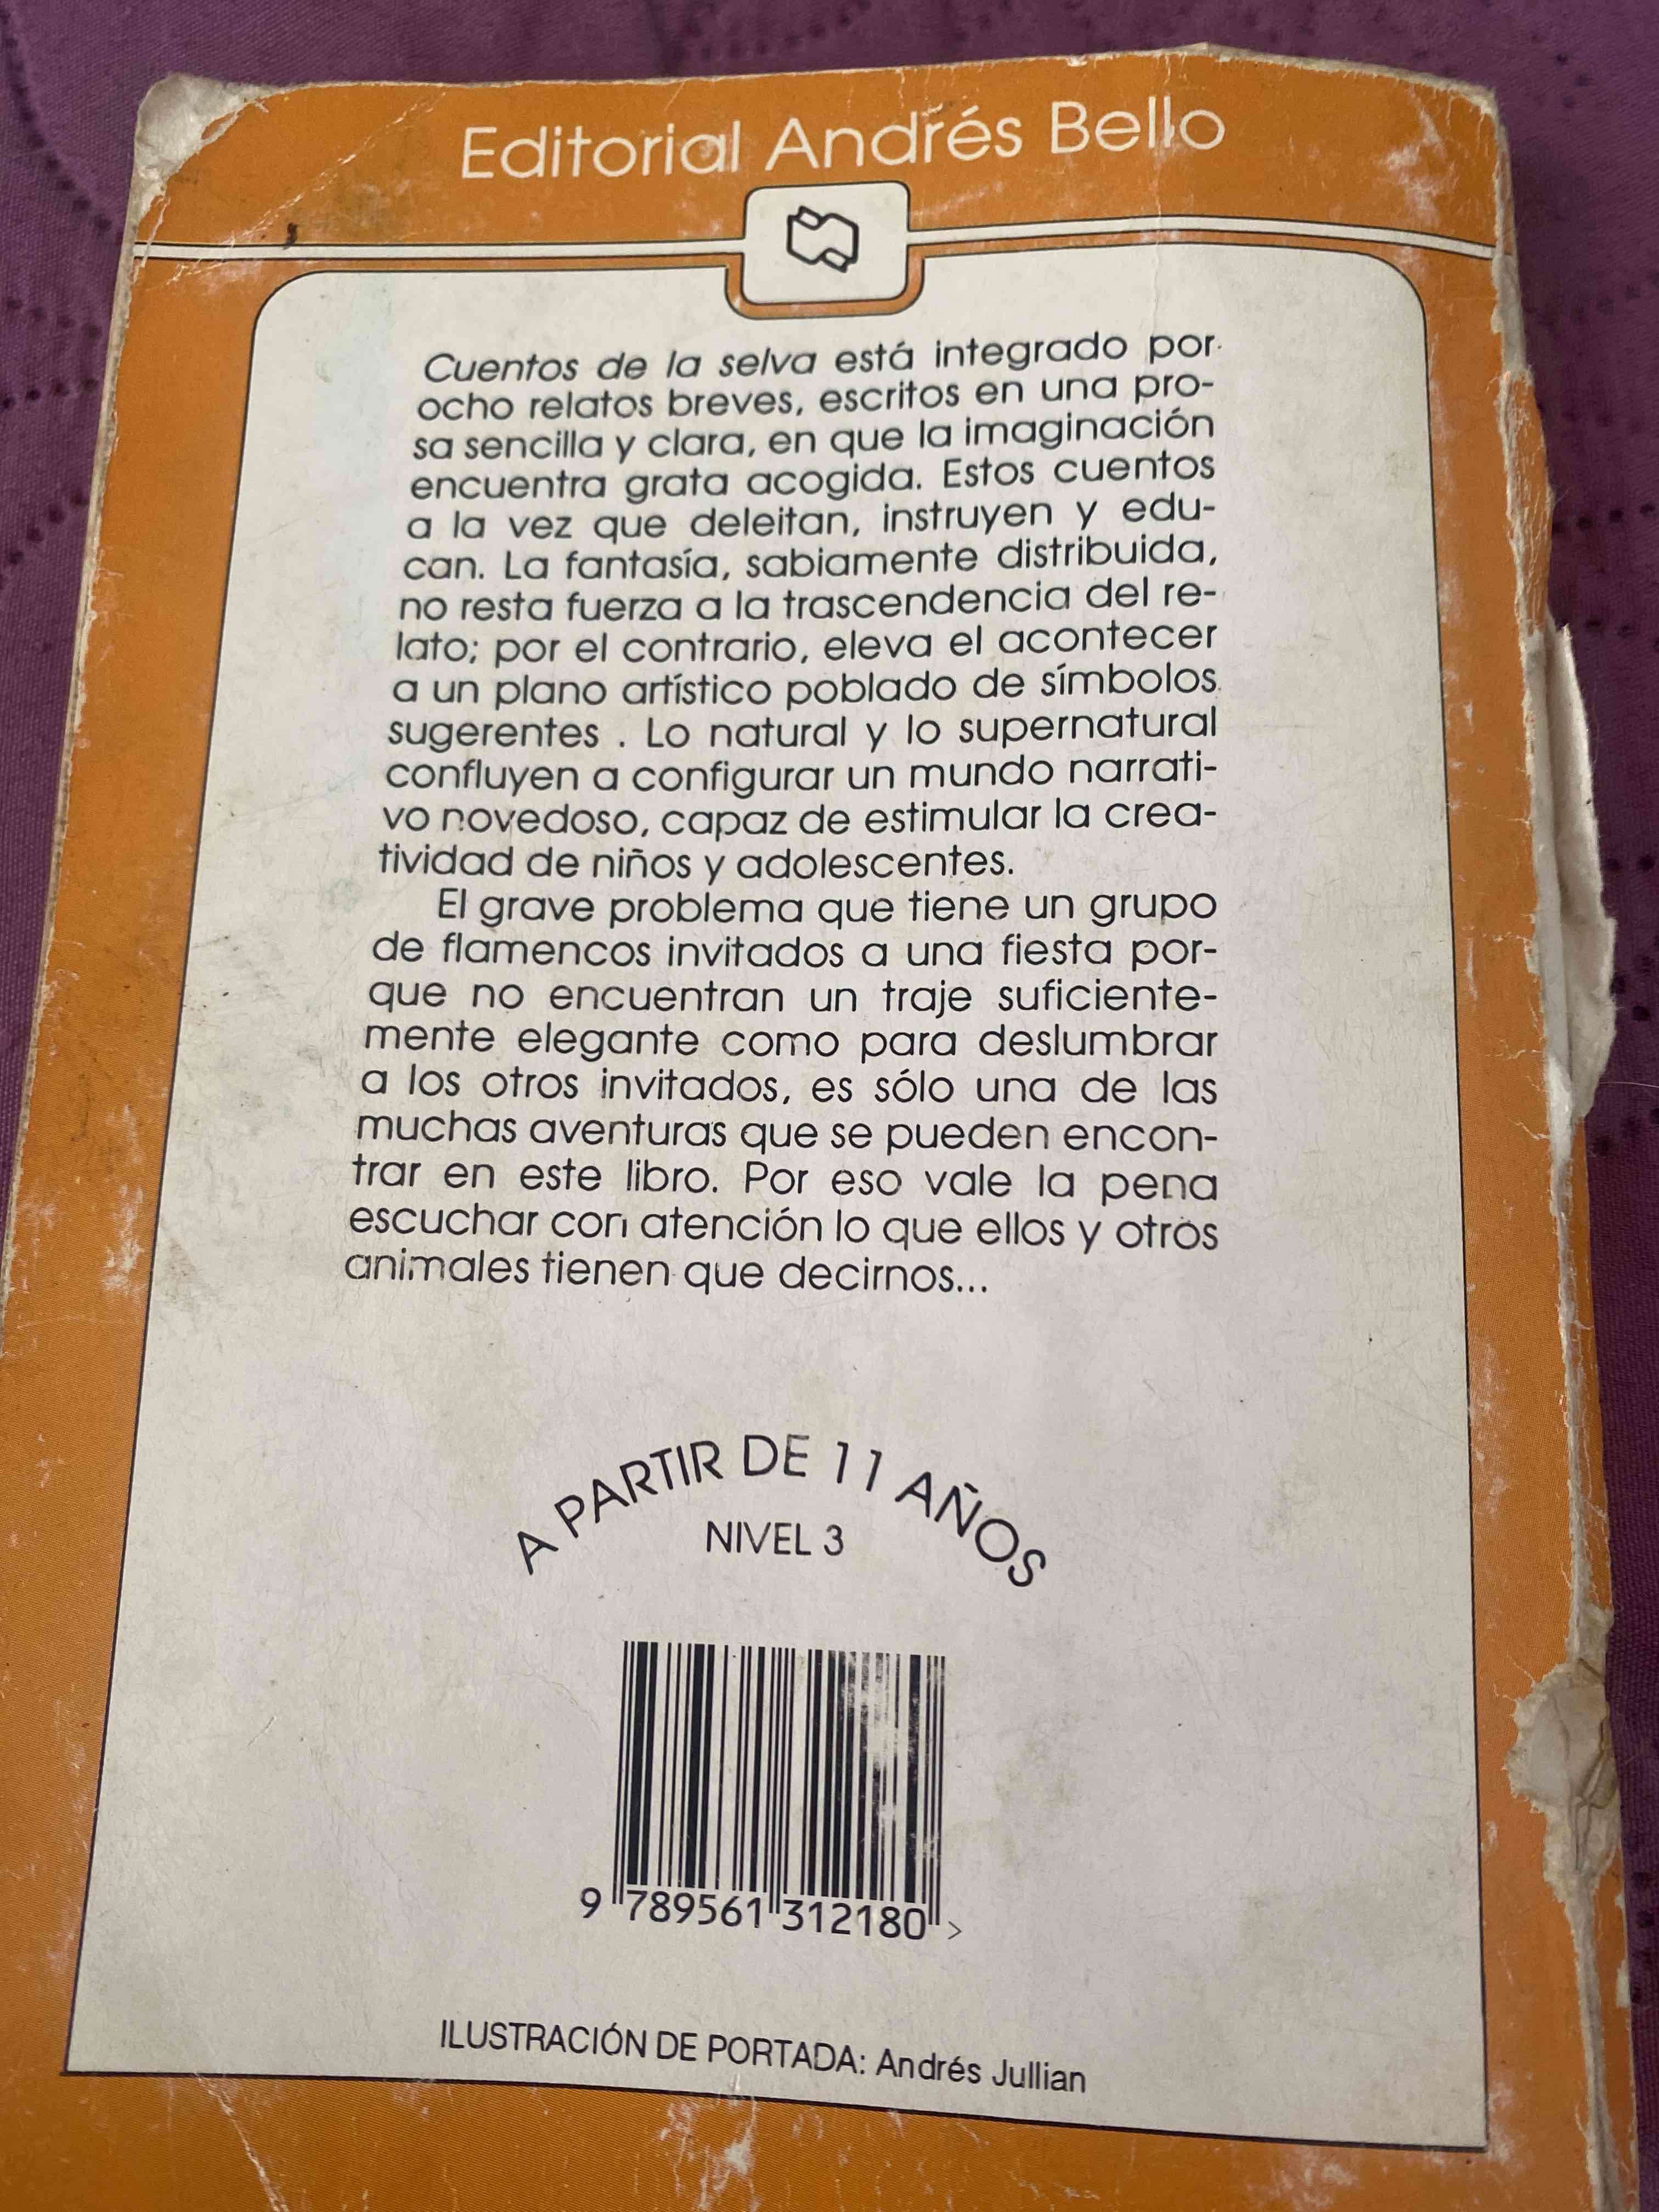 Editorial Andrés Bello
Cuentos de la selva está integrado por
ocho relatos breves, escritos en una pro-
sa sencilla y clara, en que la imaginación
encuentra grata acogida. Estos cuentos
a la vez que deleitan, instruyen y edu-
can. La fantasía, sabiamente distribuida,
no resta fuerza a la trascendencia del re-
lato; por el contrario, eleva el acontecer
a un plano artístico poblado de símbolos
sugerentes . Lo natural y lo supernatural
confluyen a configurar un mundo narrati-
vo novedoso, capaz de estimular la crea-
tividad de niños y adolescentes.
El grave problema que tiene un grupo
de flamencos invitados a una fiesta por-
que no encuentran un traje suficiente-
mente elegante como para deslumbrar
a los otros invitados, es sólo una de las
muchas aventuras que se pueden encon-
trar en este libro. Por eso vale la pena
escuchar con atención lo que ellos y otros
animales tienen que decirnos...
A PARTIR DE 11 AÑOS
NIVEL 3
9 789561 312180 >
ILUSTRACIÓN DE PORTADA: Andrés Jullian